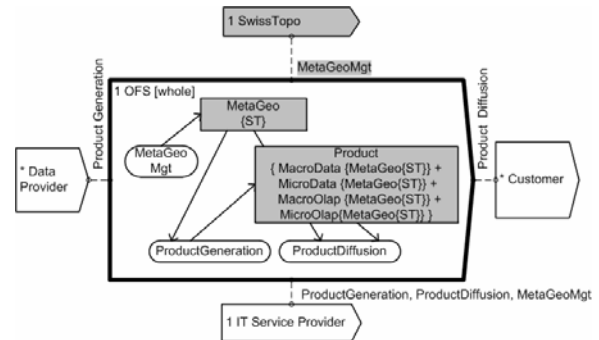 1 SwissTopo
MetaGeoMgt
Product Generation
1 OFS [whole]
MetaGeo
{ST}
Product Diffusion
MetaGeo
Mgt
Product
{ MacroData {MetaGeo{ST}} +
MicroData {MetaGeo{ST}} +
MacroOlap {MetaGeo{ST}} +
MicroOlap{MetaGeo{ST}} }
* Data
Provider
* Customer
ProductGeneration
ProductDiffusion
ProductGeneration, ProductDiffusion, MetaGeoMgt
1 IT Service Provider